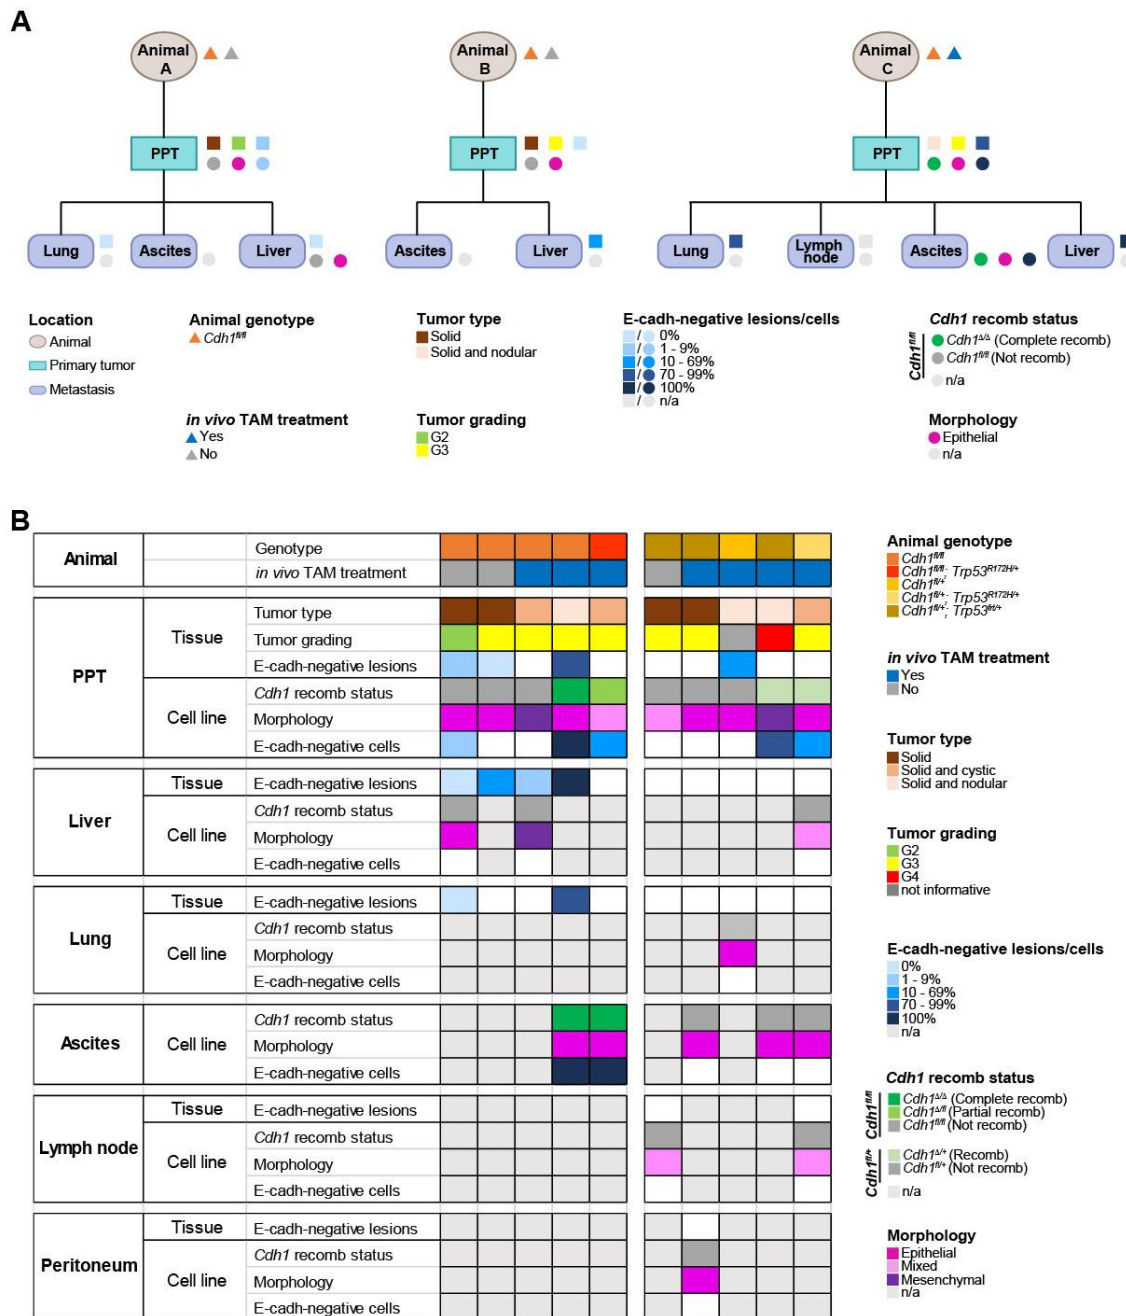 A
Animal A
Animal B
Animal C
PPT
PPT
PPT
Lung
Ascites
Liver
Ascites
Liver
Lung
Lymph node
Ascites
Liver
Location
Animal
Primary tumor
Metastasis
Animal genotype
Cdh1fl/fl
in vivo TAM treatment
Yes
No
Tumor type
Solid
Solid and nodular
Tumor grading
G2
G3
E-cadh-negative lesions/cells
/ 0%
/ 1 - 9%
/ 10 - 69%
/ 70 - 99%
/ 100%
/ n/a
Cdh1 recomb status
Cdh1fl/fl
Cdh1Δ/Δ (Complete recomb)
Cdh1fl/fl (Not recomb)
n/a
Morphology
Epithelial
n/a
B
Animal
Genotype
in vivo TAM treatment
PPT
Tissue
Tumor type
Tumor grading
E-cadh-negative lesions
Cell line
Cdh1 recomb status
Morphology
E-cadh-negative cells
Liver
Tissue
E-cadh-negative lesions
Cell line
Cdh1 recomb status
Morphology
E-cadh-negative cells
Lung
Tissue
E-cadh-negative lesions
Cell line
Cdh1 recomb status
Morphology
E-cadh-negative cells
Ascites
Cell line
Cdh1 recomb status
Morphology
E-cadh-negative cells
Lymph node
Tissue
E-cadh-negative lesions
Cell line
Cdh1 recomb status
Morphology
E-cadh-negative cells
Peritoneum
Tissue
E-cadh-negative lesions
Cell line
Cdh1 recomb status
Morphology
E-cadh-negative cells
Animal genotype
Cdh1fl/fl
Cdh1fl/fl; Trp53R172H/+
Cdh1fl/+
Cdh1fl/+; Trp53R172H/+
Cdh1fl/+; Trp53frt/+
in vivo TAM treatment
Yes
No
Tumor type
Solid
Solid and cystic
Solid and nodular
Tumor grading
G2
G3
G4
not informative
E-cadh-negative lesions/cells
0%
1 - 9%
10 - 69%
70 - 99%
100%
n/a
Cdh1 recomb status
Cdh1fl/fl
Cdh1Δ/Δ (Complete recomb)
Cdh1Δ/fl (Partial recomb)
Cdh1fl/fl (Not recomb)
Cdh1fl/+
Cdh1Δ/+ (Recomb)
Cdh1fl/+ (Not recomb)
n/a
Morphology
Epithelial
Mixed
Mesenchymal
n/a